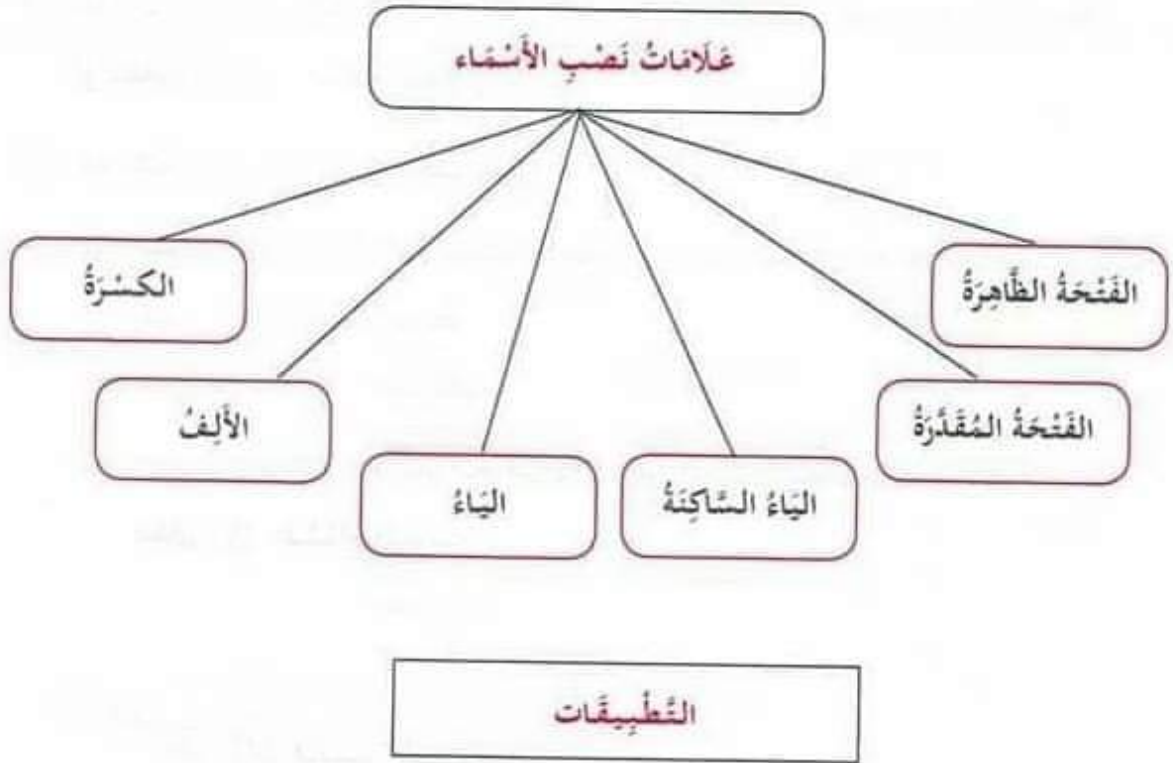 عَلَامَاتُ نَصْبِ الأَسْمَاء
الفَتْحَةُ الظَّاهِرَةُ
الكَسْرَةُ
الفَتْحَةُ المُقَدَّرَةُ
الأَلِفُ
اليَاءُ السَّاكِنَةُ
اليَاءُ
التَّطْبِيقَات